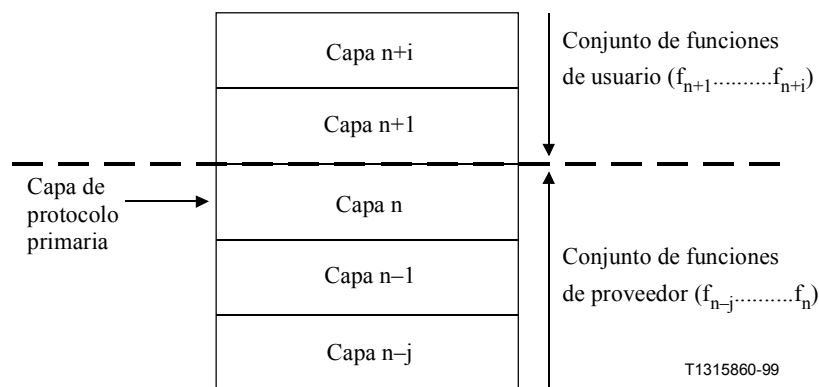 Capa n+i
Capa n+1
Capa n
Capa n–1
Capa n–j
Capa de
protocolo
primaria
Conjunto de funciones
de usuario (fn+1..........fn+i)
Conjunto de funciones
de proveedor (fn–j..........fn)
T1315860-99